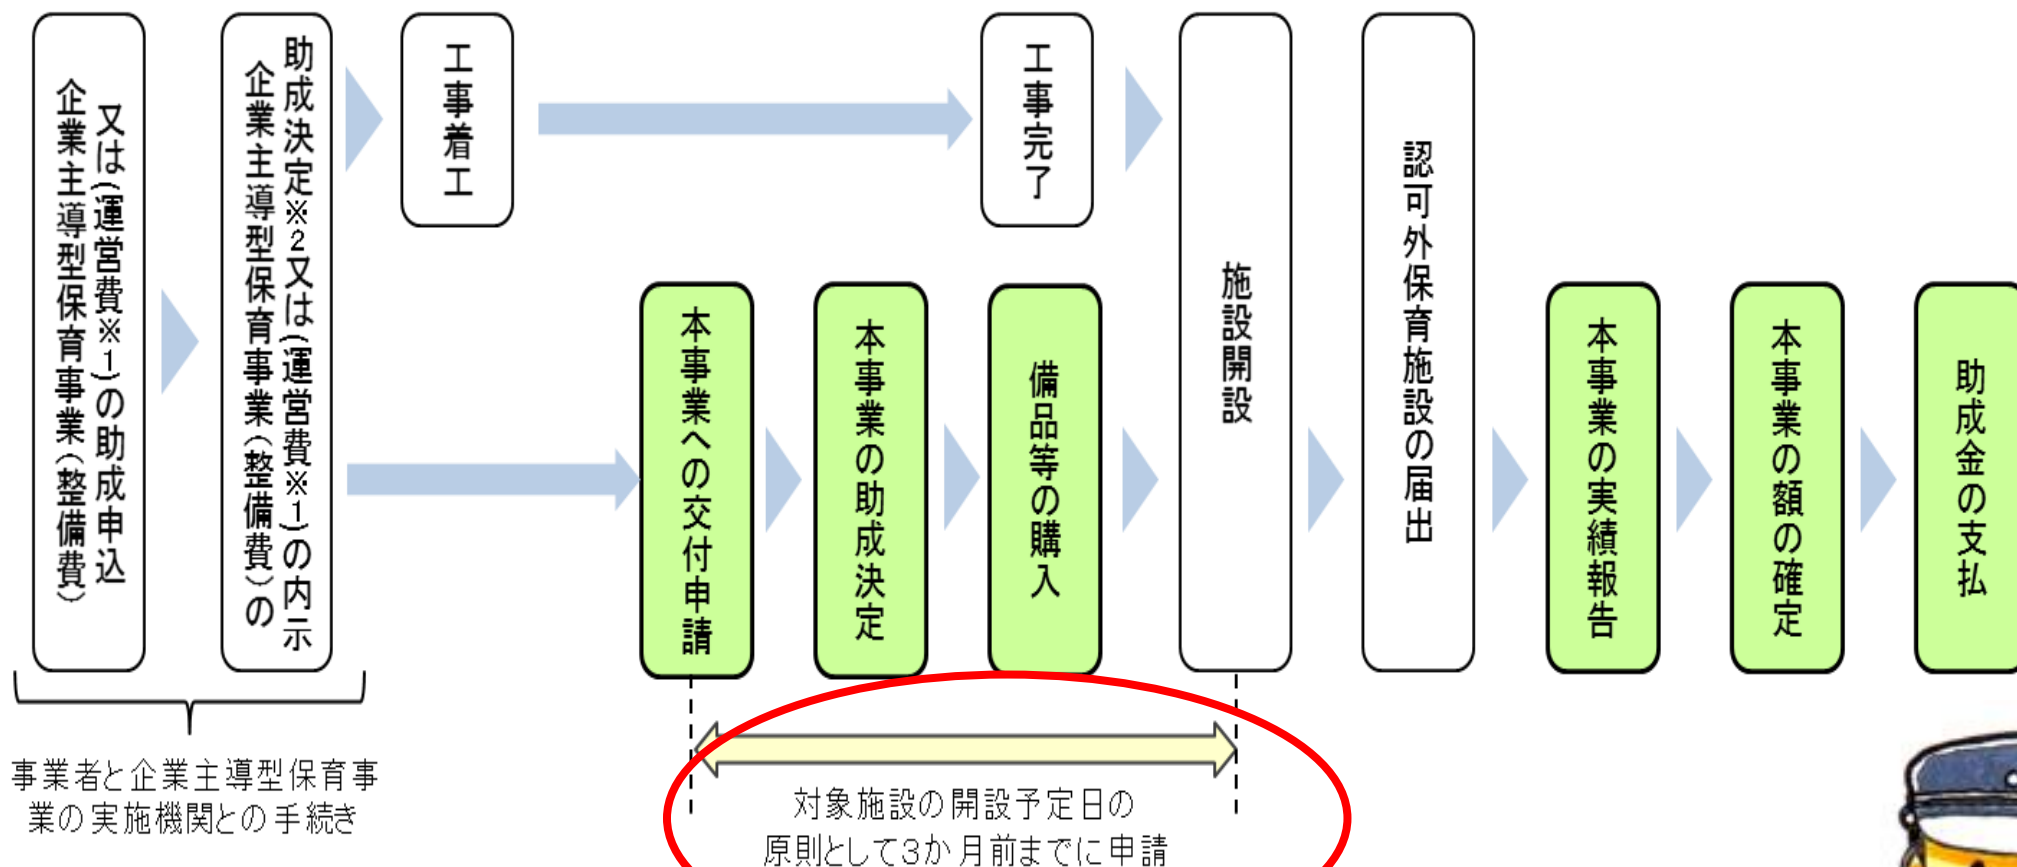 企業主導型保育事業(整備費)
又は(運営費※1)の助成申込
企業主導型保育事業(整備費)の
助成決定※2又は(運営費※1)の内示
工事着工
工事完了
本事業への交付申請
本事業の助成決定
備品等の購入
施設開設
認可外保育施設の届出
本事業の実績報告
本事業の額の確定
助成金の支払
事業者と企業主導型保育事
業の実施機関との手続き
対象施設の開設予定日の
原則として3か月前までに申請